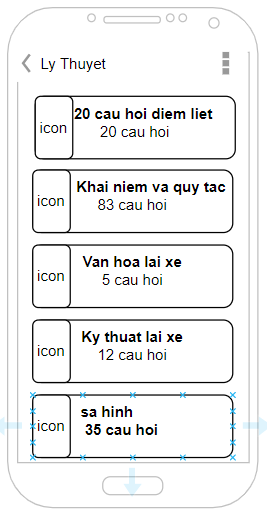 Ly Thuyet
icon
20 cau hoi diem liet
20 cau hoi
icon
Khai niem va quy tac
83 cau hoi
icon
Van hoa lai xe
5 cau hoi
icon
Ky thuat lai xe
12 cau hoi
icon
sa hinh
35 cau hoi